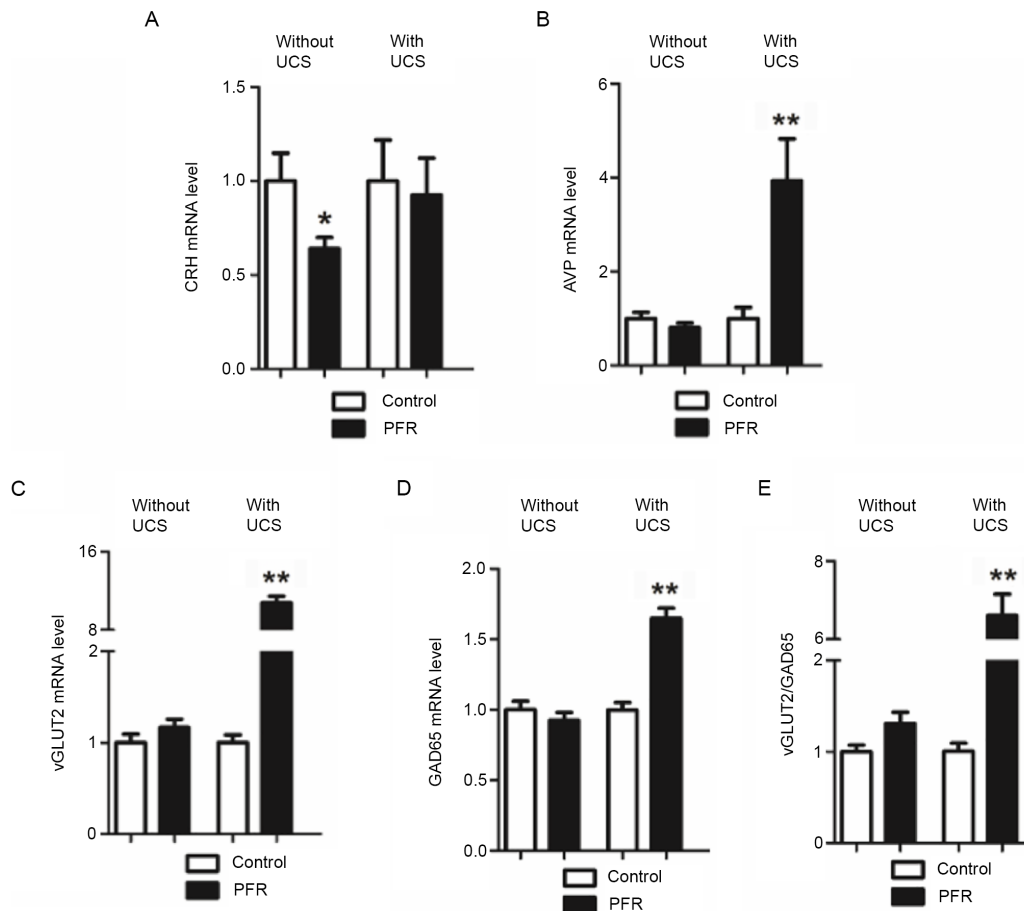 A
Without
UCS
With
UCS
1.5
1.0
0.5
0.0
CRH mRNA level
*
Control
PFR
B
Without
UCS
With
UCS
6
4
2
0
AVP mRNA level
**
Control
PFR
C
Without
UCS
With
UCS
16
8
2
1
0
vGLUT2 mRNA level
**
Control
PFR
D
Without
UCS
With
UCS
2.0
1.5
1.0
0.5
0.0
GAD65 mRNA level
**
Control
PFR
E
Without
UCS
With
UCS
8
6
2
1
0
vGLUT2/GAD65
**
Control
PFR